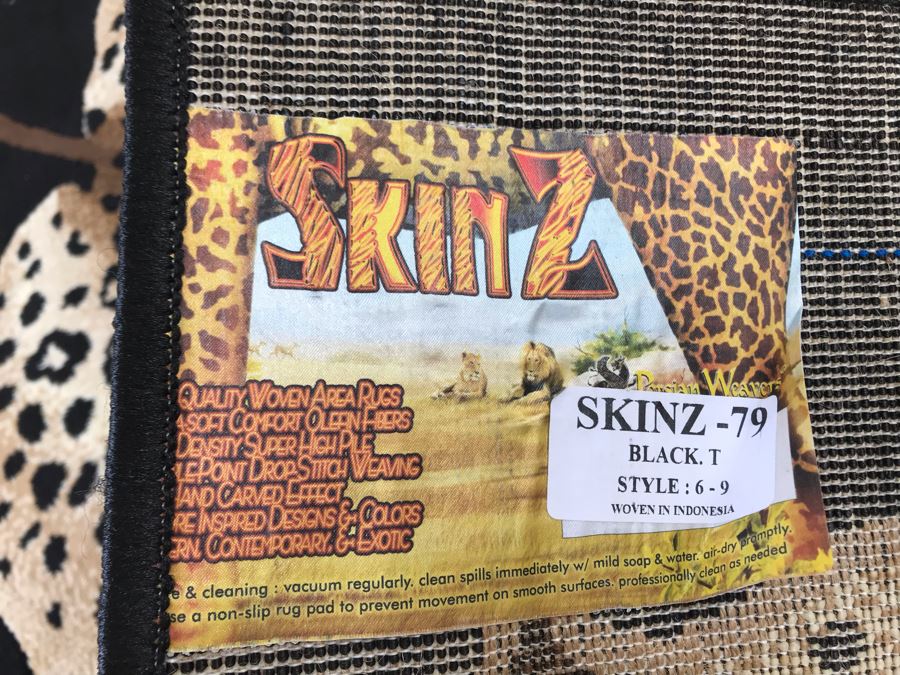 SKINZ
Persian Weavers
QUALITY WOVEN AREA RUGS
SOFT COMFORT OLEFIN FIBERS
DENSITY SUPER HIGH PILE
POINT DROP-STITCH WEAVING
CARVED EFFECT
INSPIRED DESIGNS & COLORS
CONTEMPORARY, & EXOTIC
SKINZ -79
BLACK. T
STYLE : 6 - 9
WOVEN IN INDONESIA
& cleaning : vacuum regularly. clean spills immediately w/ mild soap & water. air-dry promptly.
a non-slip rug pad to prevent movement on smooth surfaces. professionally clean as needed